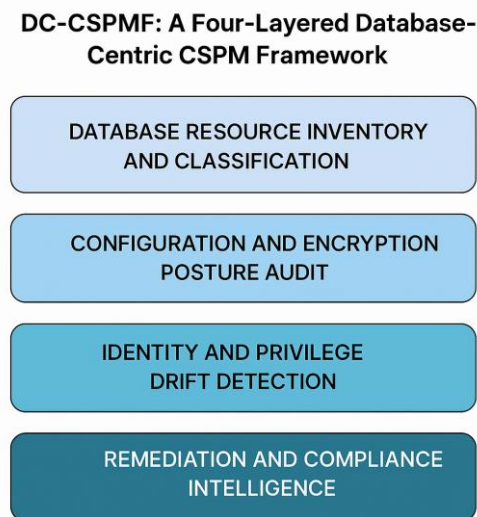 DC-CSPMF: A Four-Layered Database-
Centric CSPM Framework
DATABASE RESOURCE INVENTORY
AND CLASSIFICATION
CONFIGURATION AND ENCRYPTION
POSTURE AUDIT
IDENTITY AND PRIVILEGE
DRIFT DETECTION
REMEDIATION AND COMPLIANCE
INTELLIGENCE